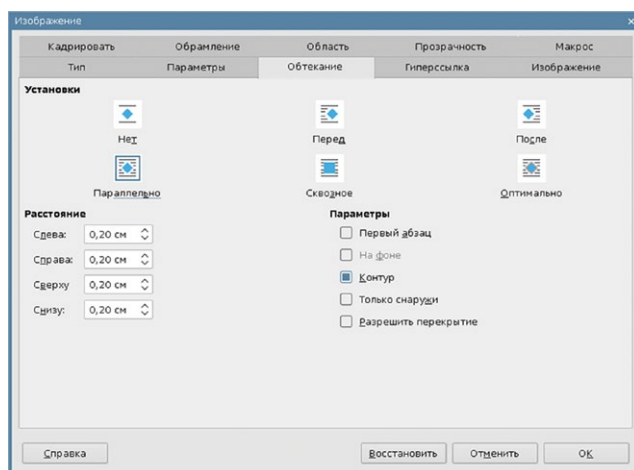 Изображение
Кадрировать Обрамление Область Прозрачность Макрос
Тип Параметры Обтекание Гиперссылка Изображение
Установки
Нет Перед После
Параллельно Сквозное Оптимально
Расстояние Параметры
Слева: 0,20 см Первый абзац
Справа: 0,20 см На фоне
Сверху 0,20 см Контур
Снизу: 0,20 см Только снаружи
Разрешить перекрытие
Справка Восстановить Отменить ОК